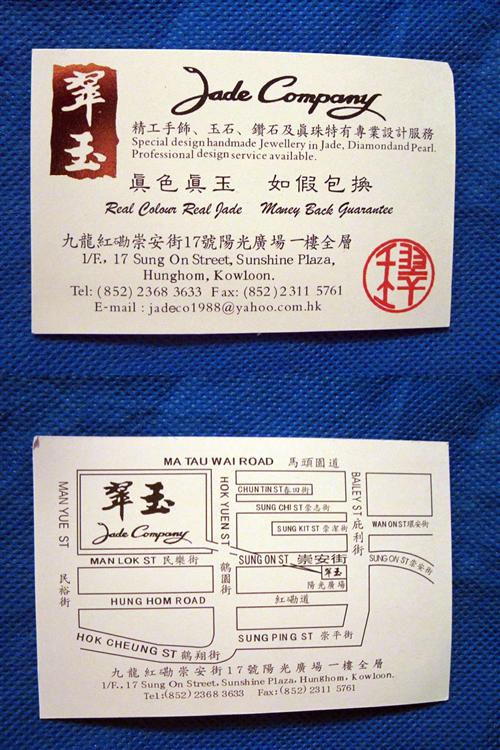 翠玉
Jade Company
精工手飾、玉石、鑽石及眞珠特有專業設計服務
Special design handmade Jewellery in Jade, Diamondand Pearl.
Professional design service available.
眞色眞玉 如假包換
Real Colour Real Jade Money Back Guarantee
九龍紅磡崇安街17號陽光廣場一樓全層
1/F., 17 Sung On Street, Sunshine Plaza,
Hunghom, Kowloon.
Tel: (852) 2368 3633 Fax: (852) 2311 5761
E-mail : jadeco1988@yahoo.com.hk
MA TAU WAI ROAD 馬頭圍道
MAN YUE ST
民裕街
翠玉
Jade Company
HOK YUEN ST
鶴園街
CHUN TIN ST 春田街
SUNG CHI ST 崇志街
SUNG KIT ST 崇潔街
BAILEY ST 庇利街
WAN ON ST 環安街
MAN LOK ST 民樂街
SUNG ON ST 崇安街
SUNG ON ST 崇安街
翠玉
陽光廣場
HUNG HOM ROAD
紅磡道
HOK CHEUNG ST 鶴翔街
SUNG PING ST 崇平街
九龍紅磡崇安街17號陽光廣場一樓全層
1/F., 17 Sung On Street, Sunshine Plaza, Hunghom, Kowloon.
Tel:(852) 2368 3633 Fax: (852) 2311 5761